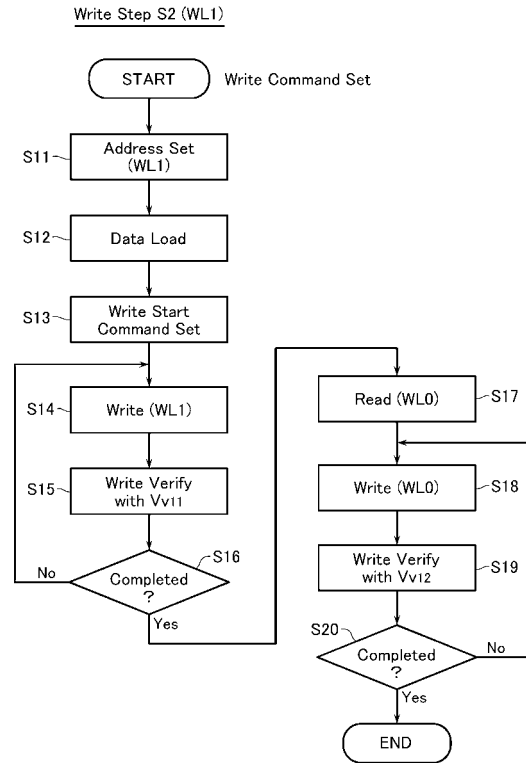 Write Step S2 (WL1)
START
Write Command Set
S11
Address Set
(WL1)
S12
Data Load
S13
Write Start
Command Set
S14
Write (WL1)
S15
Write Verify
with Vv11
S16
Completed
?
No
Yes
Read (WL0)
S17
Write (WL0)
S18
Write Verify
with Vv12
S19
S20
Completed
?
No
Yes
END